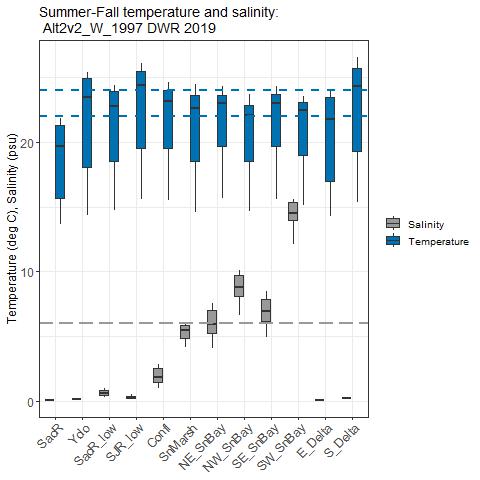 Summer-Fall temperature and salinity:
Alt2v2_W_1997 DWR 2019
Temperature (deg C), Salinity (psu)
20
10
0
Salinity
Temperature
SacR
Yolo
SacR_low
SJR_low
Confl
SnMarsh
NE_SnBay
NW_SnBay
SE_SnBay
SW_SnBay
E_Delta
S_Delta